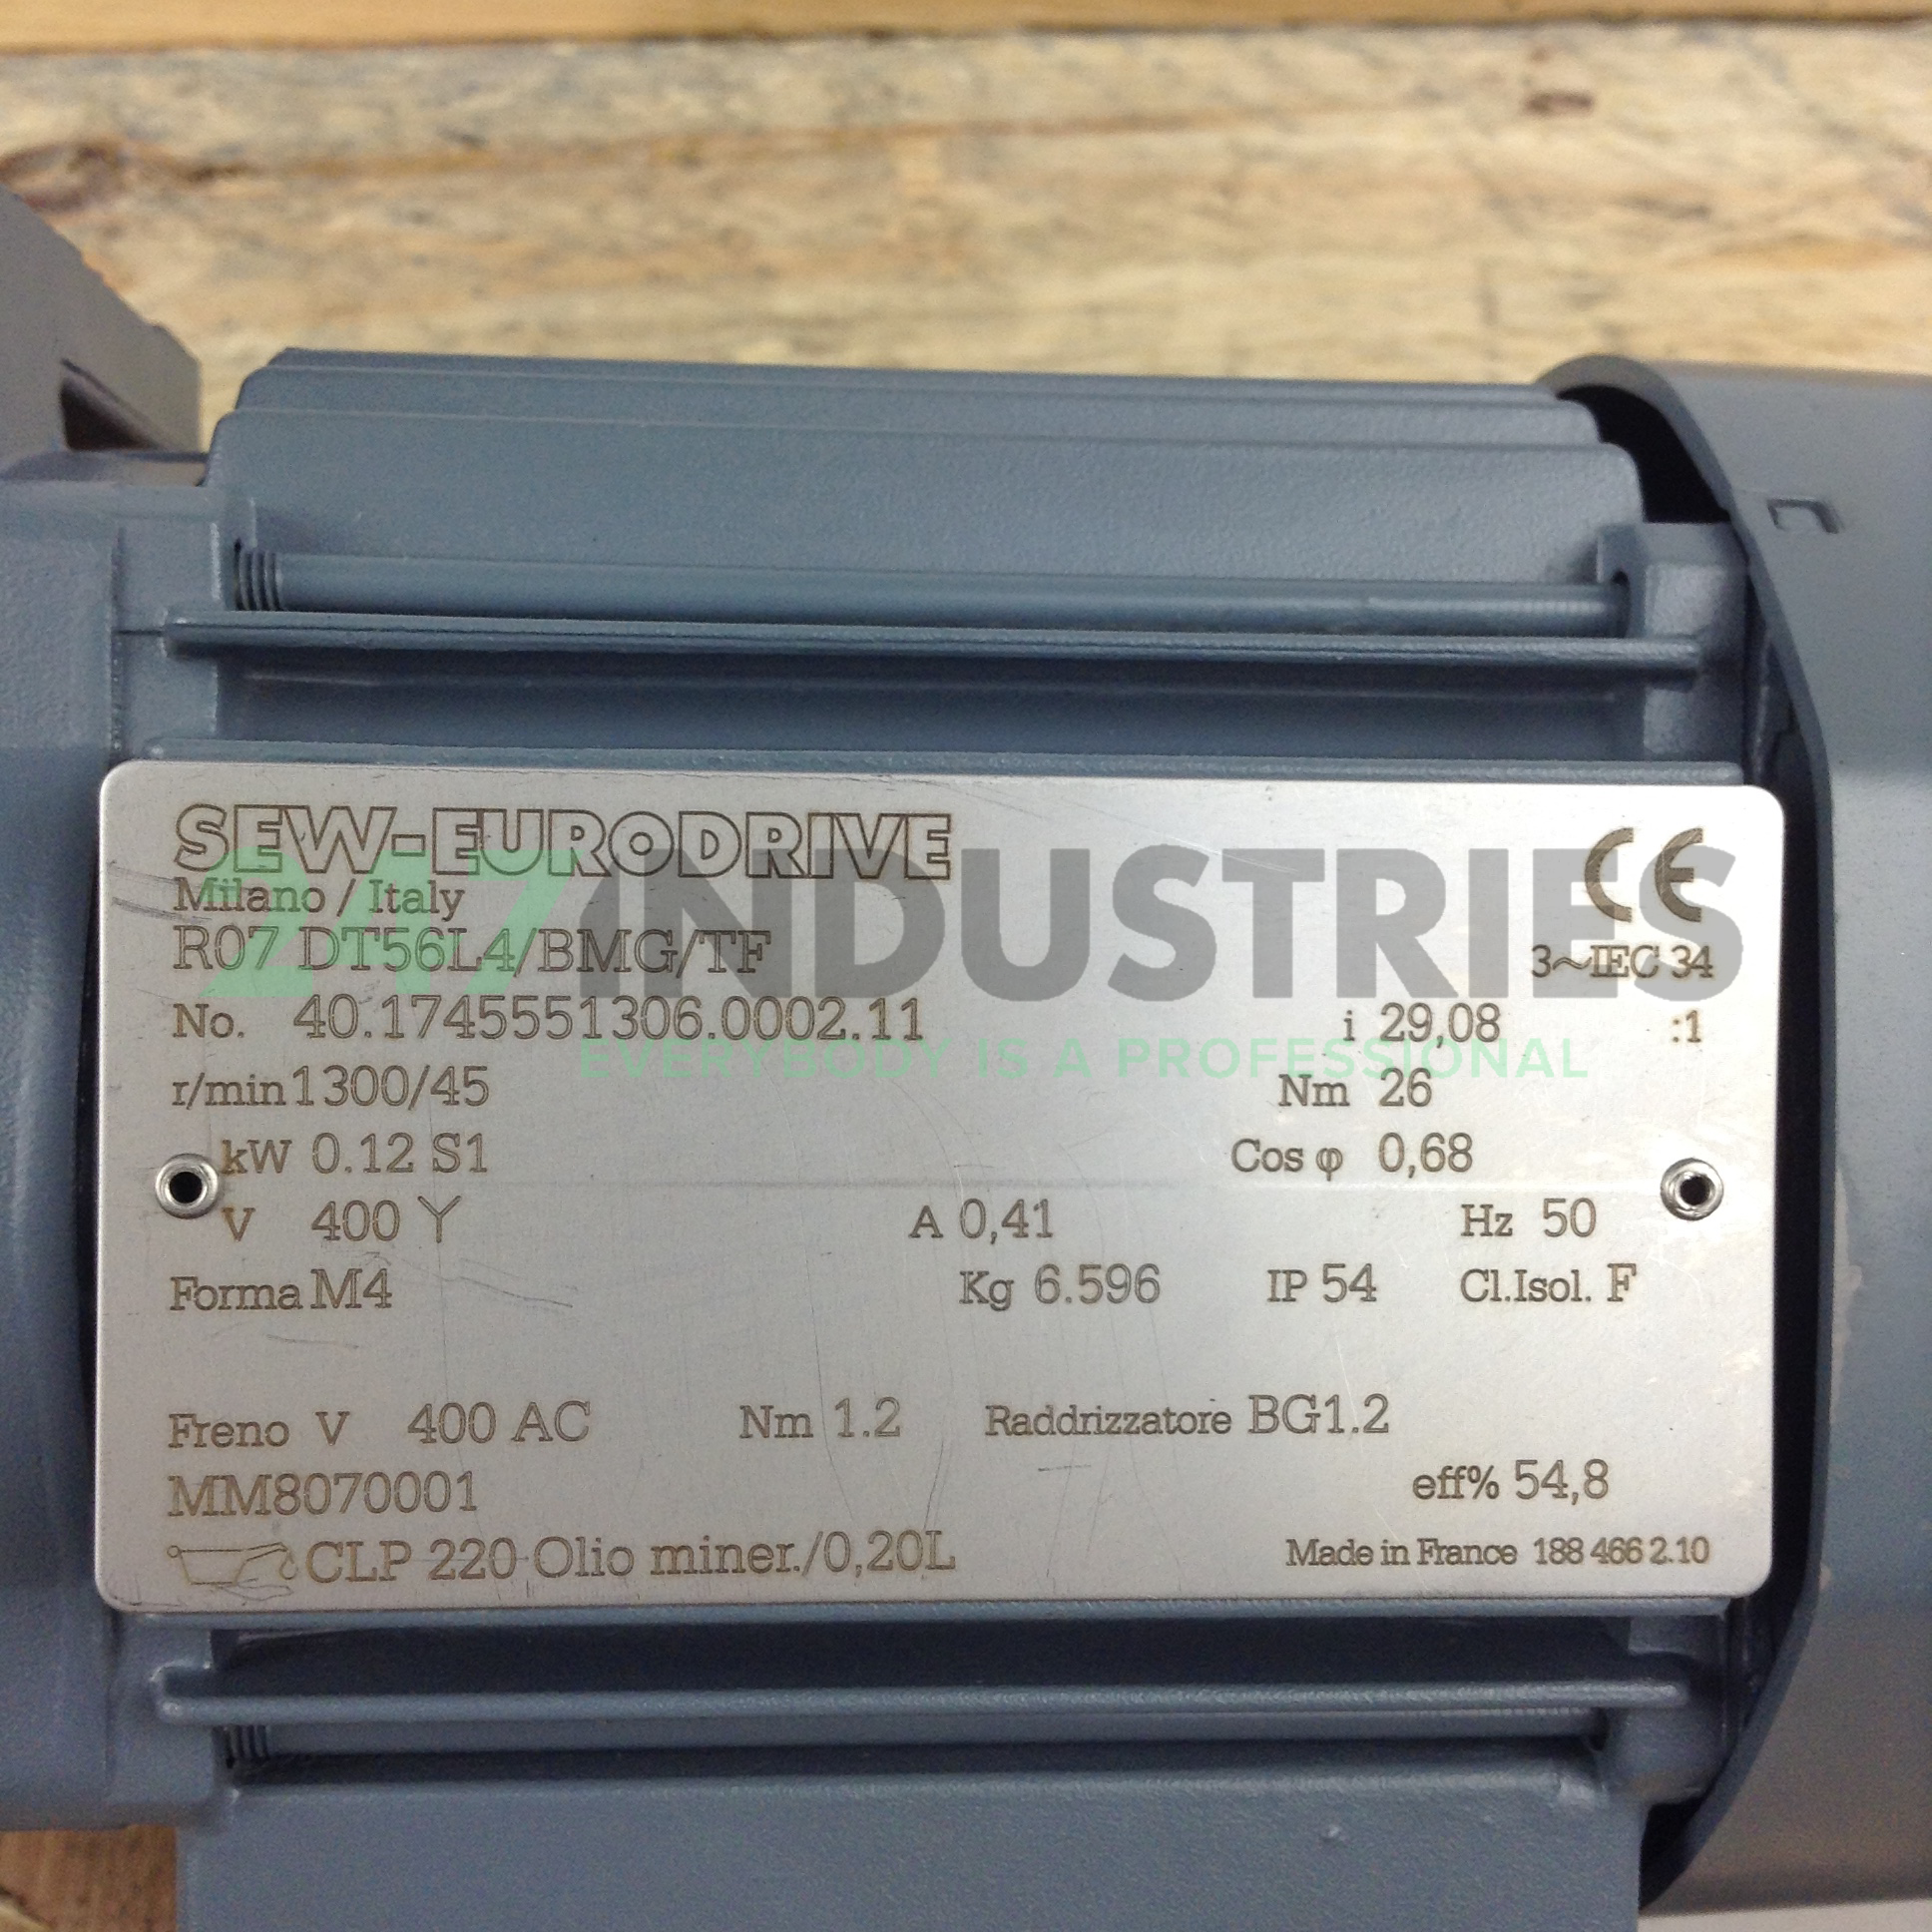 SEW-EURODRIVE
Milano / Italy
247INDUSTRIES
R07 DT56L4/BMG/TF
3~IEC 34
No. 40.1745551306.0002.11 i 29,08 :1
EVERYBODY IS A PROFESSIONAL
r/min 1300/45 Nm 26
kW 0.12 S1 Cos φ 0,68
V 400 Y A 0,41 Hz 50
Forma M4 Kg 6.596 IP 54 Cl.Isol. F
Freno V 400 AC Nm 1.2 Raddrizzatore BG1.2
MM8070001 eff% 54,8
CLP 220 Olio miner./0,20L Made in France 188 466 2.10
CE